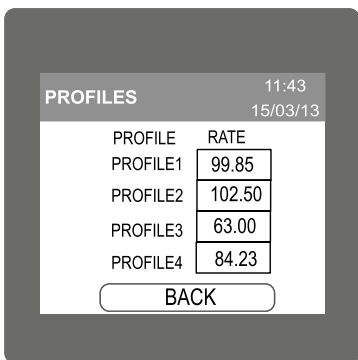 PROFILES
11:43
15/03/13
PROFILE RATE
PROFILE1 99.85
PROFILE2 102.50
PROFILE3 63.00
PROFILE4 84.23
BACK